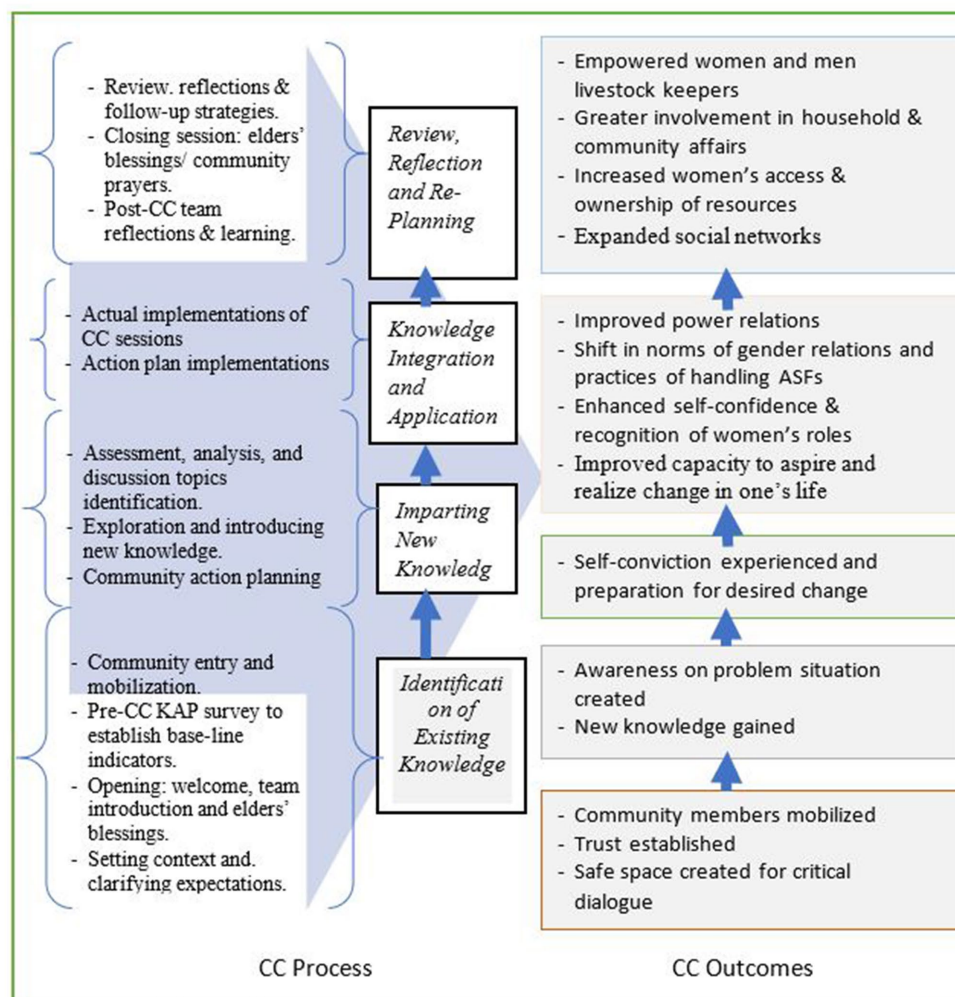 - Review. reflections &
follow-up strategies.
- Closing session: elders'
blessings/ community
prayers.
- Post-CC team
reflections & learning.
Review,
Reflection
and Re-
Planning
- Actual implementations of
CC sessions
- Action plan implementations
Knowledge
Integration
and
Application
- Assessment, analysis, and
discussion topics
identification.
- Exploration and introducing
new knowledge.
- Community action planning
Imparting
New
Knowledg
- Community entry and
mobilization.
- Pre-CC KAP survey to
establish base-line
indicators.
- Opening: welcome, team
introduction and elders'
blessings.
- Setting context and.
clarifying expectations.
Identificati
on of
Existing
Knowledge
CC Process
- Empowered women and men
livestock keepers
- Greater involvement in household &
community affairs
- Increased women's access &
ownership of resources
- Expanded social networks
- Improved power relations
- Shift in norms of gender relations and
practices of handling ASFs
- Enhanced self-confidence &
recognition of women's roles
- Improved capacity to aspire and
realize change in one's life
- Self-conviction experienced and
preparation for desired change
- Awareness on problem situation
created
- New knowledge gained
- Community members mobilized
- Trust established
- Safe space created for critical
dialogue
CC Outcomes